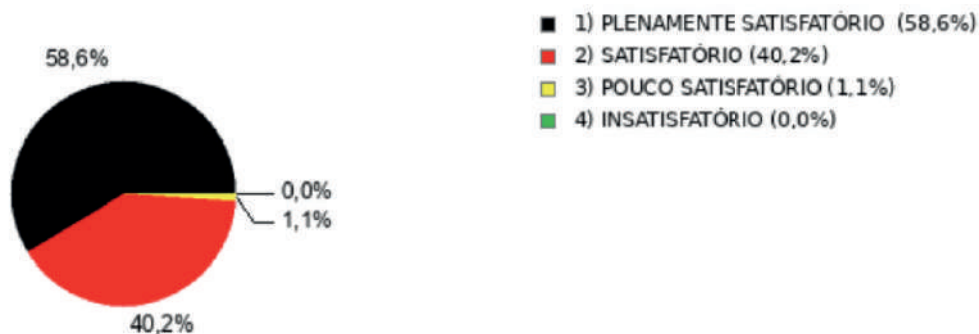 58,6%
0,0%
1,1%
40,2%
1) PLENAMENTE SATISFATÓRIO (58,6%)
2) SATISFATÓRIO (40,2%)
3) POUCO SATISFATÓRIO (1,1%)
4) INSATISFATÓRIO (0,0%)